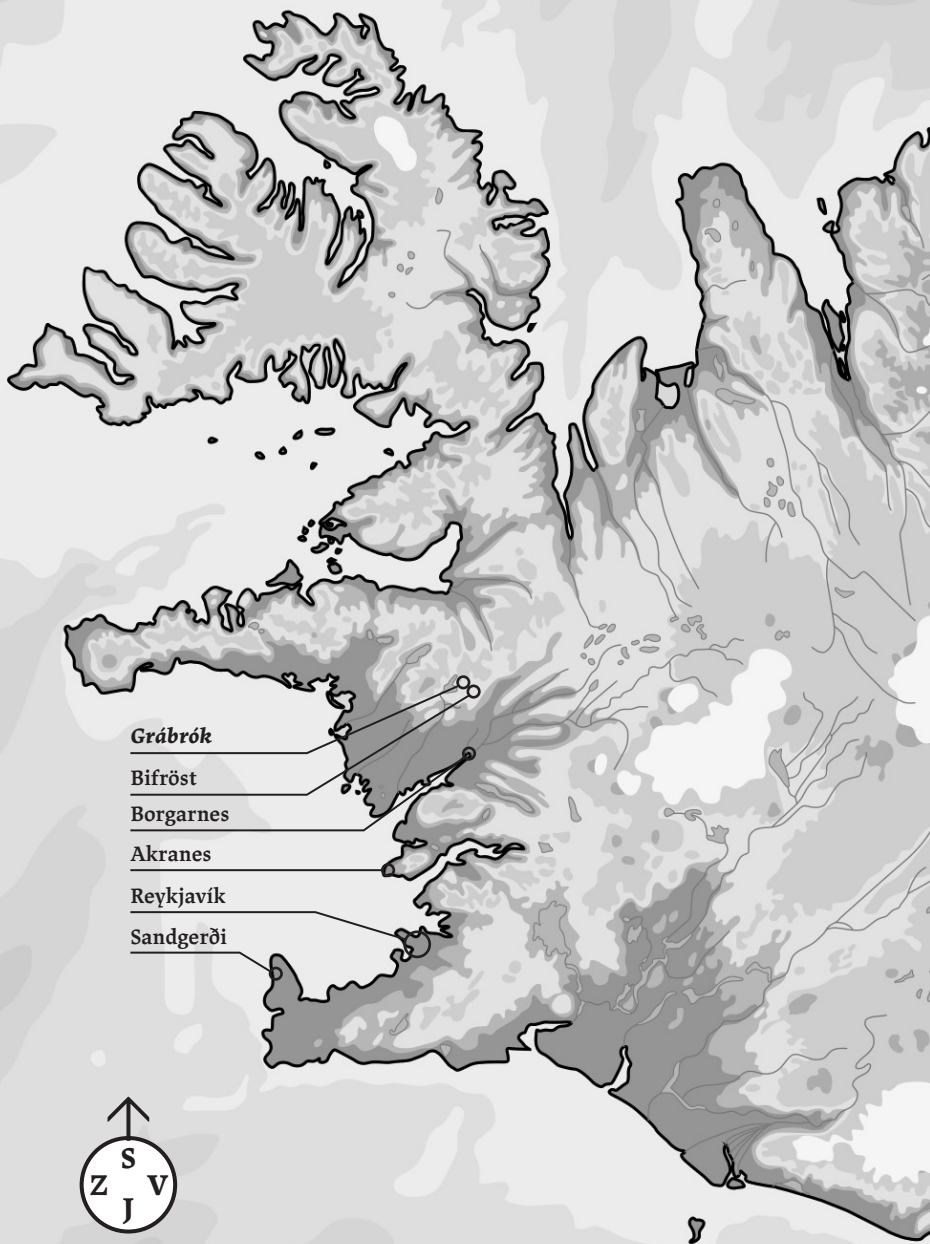 Grábrók
Bifröst
Borgarnes
Akranes
Reykjavík
Sandgerði
S
Z V
J